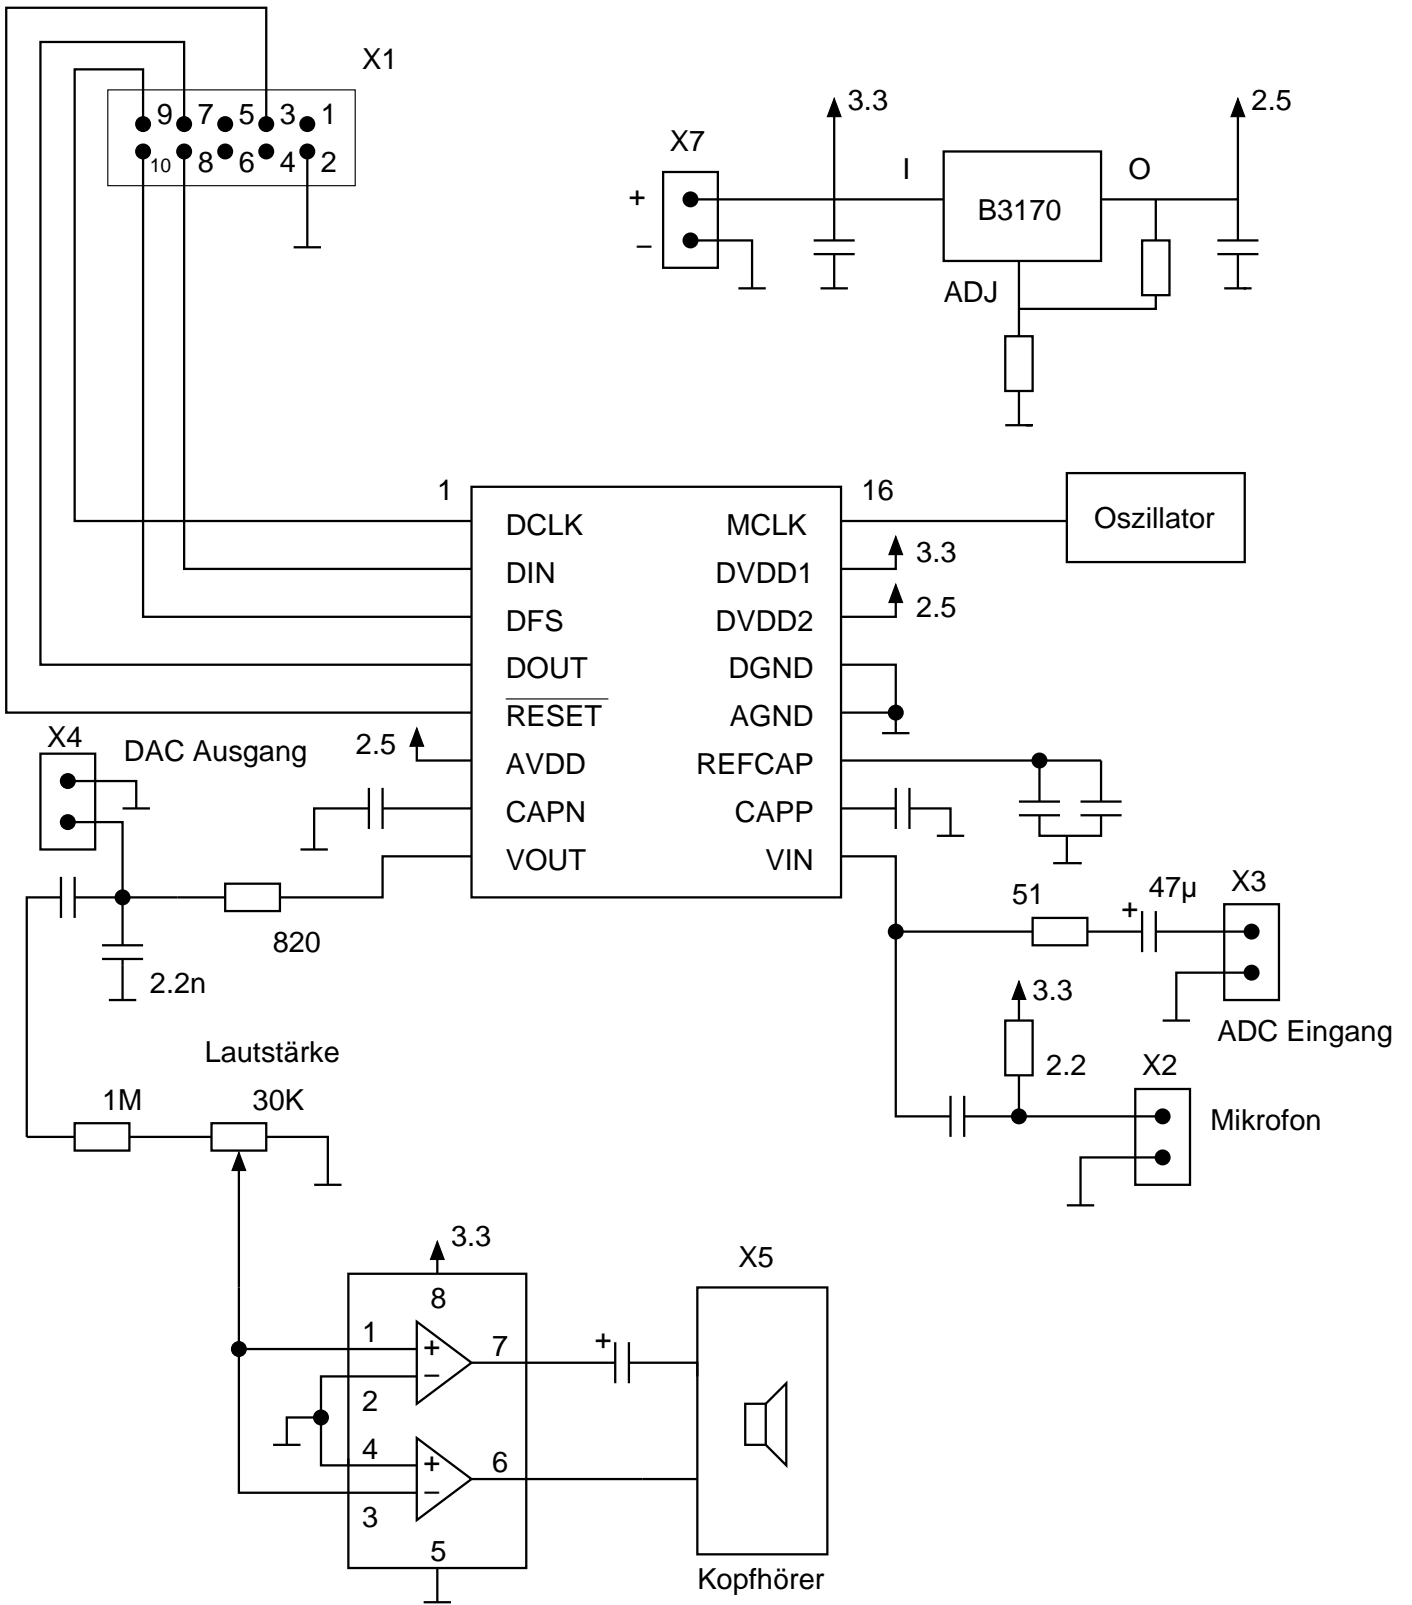 X1
9 7 5 3 1
10 8 6 4 2
X7
+
−
3.3
I
B3170
O
2.5
ADJ
1
16
DCLK
MCLK
Oszillator
DIN
DVDD1
3.3
DFS
DVDD2
2.5
DOUT
DGND
RESET
AGND
X4
DAC Ausgang
2.5
AVDD
REFCAP
CAPN
CAPP
VOUT
VIN
820
2.2n
51
+
47µ
X3
3.3
ADC Eingang
2.2
X2
Mikrofon
Lautstärke
1M
30K
3.3
8
1
+
−
2
7
4
+
−
3
6
5
+
X5
Kopfhörer